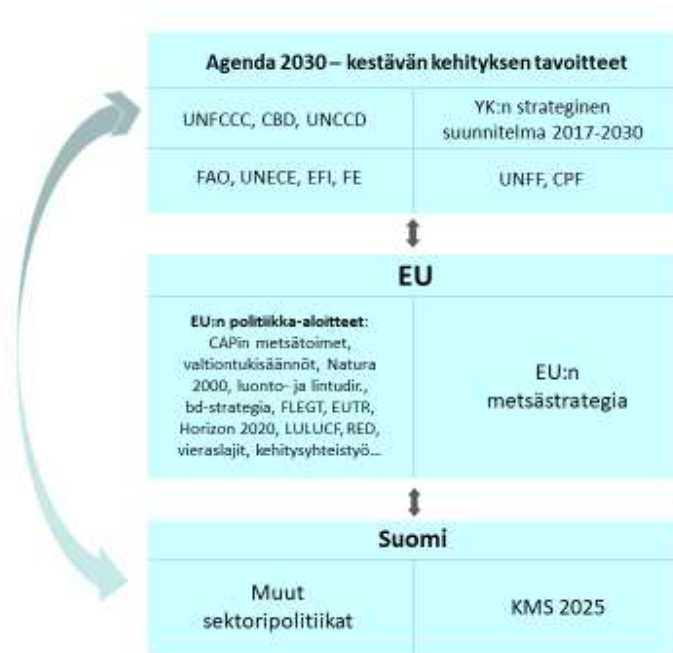 Agenda 2030 – kestävän kehityksen tavoitteet
UNFCCC, CBD, UNCCD
YK:n strateginen
suunnitelma 2017-2030
FAO, UNECE, EFI, FE
UNFF, CPF
EU
EU:n politiikka-aloitteet:
CAPin metsätoimet,
valtiontukisäännöt, Natura
2000, luonto- ja lintudir.,
bd-strategia, FLEGT, EUTR,
Horizon 2020, LULUCF, RED,
vieraslajit, kehitysyhteistyö...
EU:n
metsästrategia
Suomi
Muut
sektoripolitiikat
KMS 2025